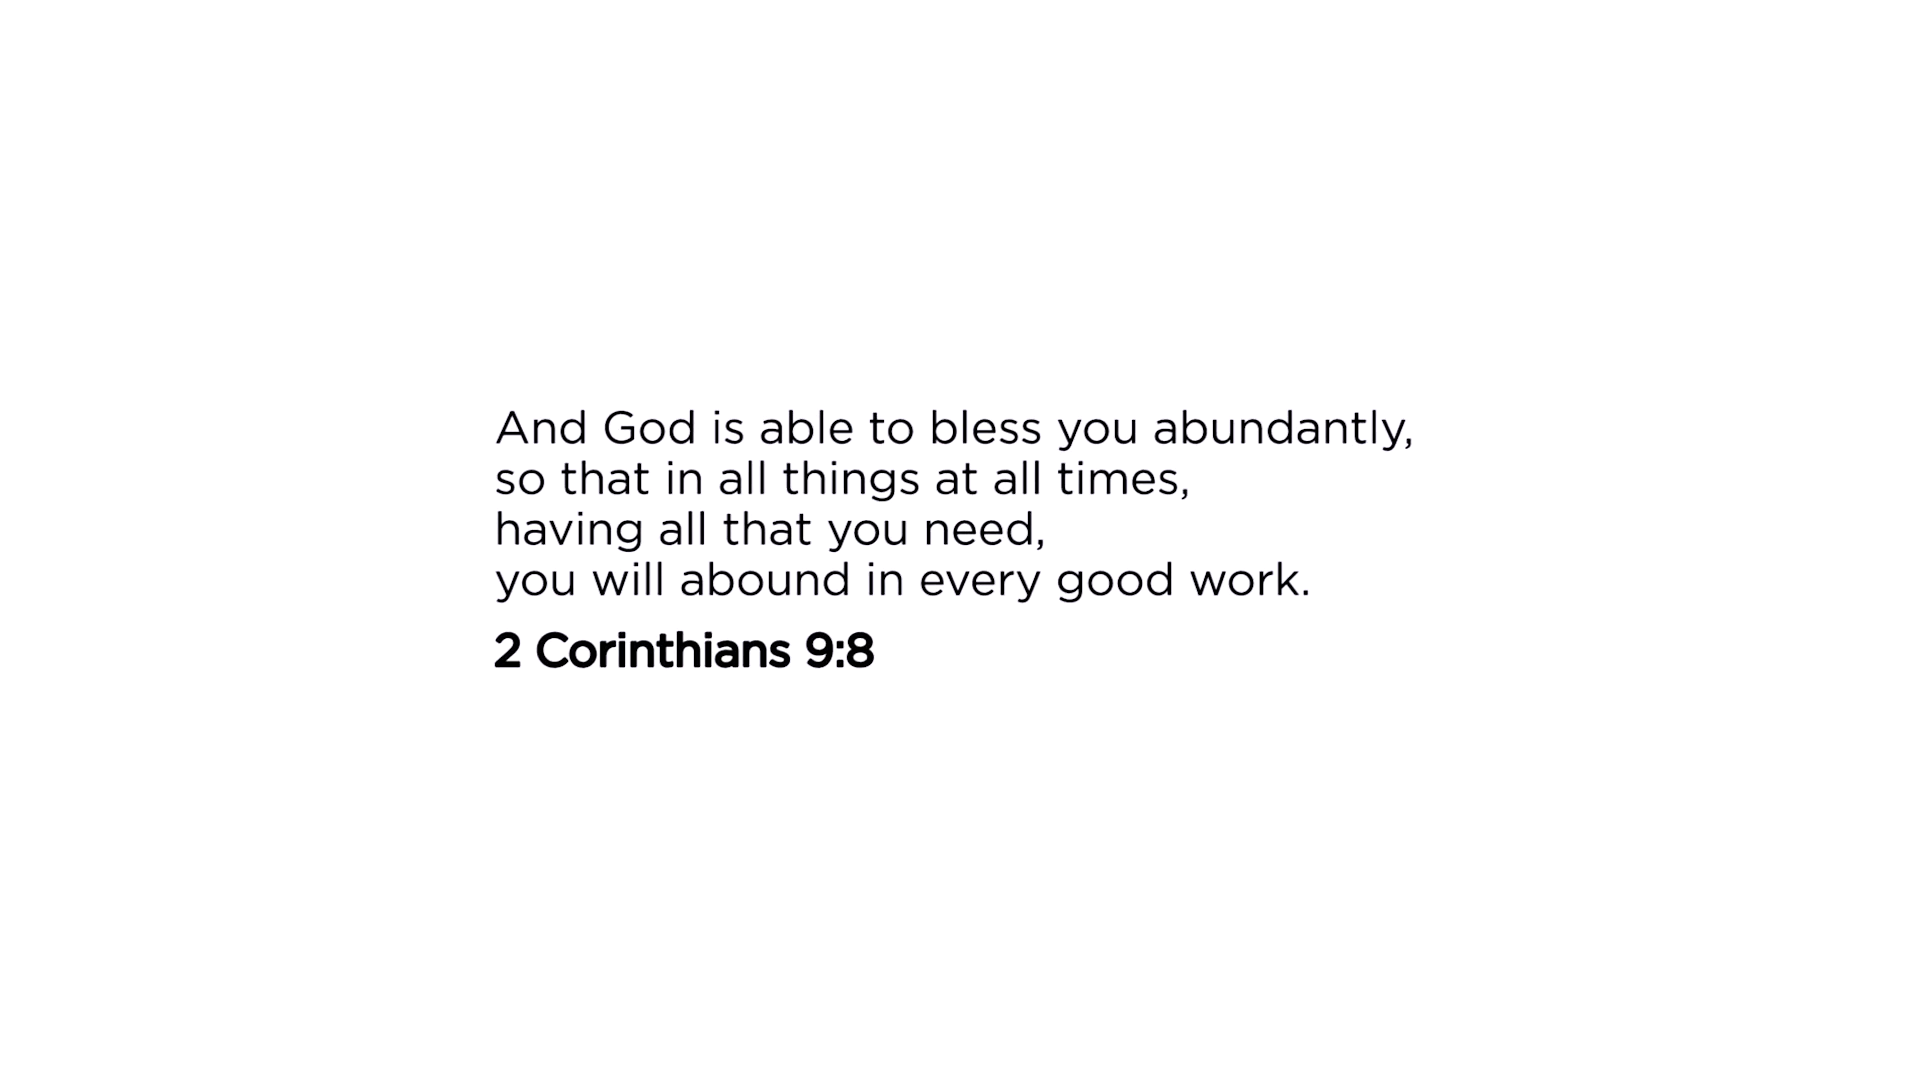 And God is able to bless you abundantly,
so that in all things at all times,
having all that you need,
you will abound in every good work.
2 Corinthians 9:8